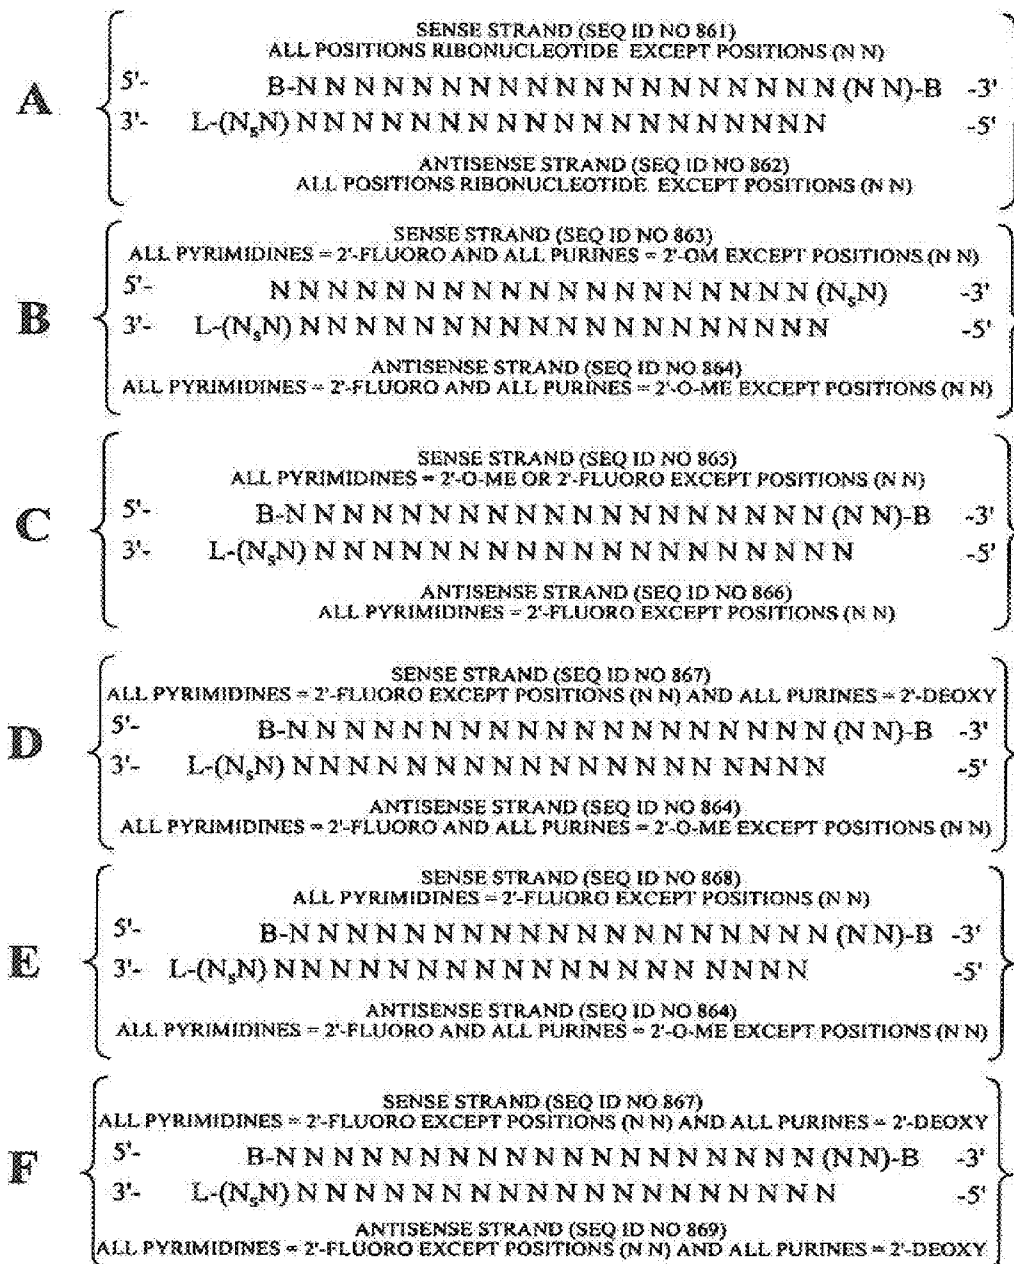 A
SENSE STRAND (SEQ ID NO 861)
ALL POSITIONS RIBONUCLEOTIDE EXCEPT POSITIONS (N N)
5'- B-N N N N N N N N N N N N N N N N N N N (N N)-B -3'
3'- L-(NsN) N N N N N N N N N N N N N N N N N N N -5'
ANTISENSE STRAND (SEQ ID NO 862)
ALL POSITIONS RIBONUCLEOTIDE EXCEPT POSITIONS (N N)
B
SENSE STRAND (SEQ ID NO 863)
ALL PYRIMIDINES = 2'-FLUORO AND ALL PURINES = 2'-OM EXCEPT POSITIONS (N N)
5'- N N N N N N N N N N N N N N N N N N N (NsN) -3'
3'- L-(NsN) N N N N N N N N N N N N N N N N N N N -5'
ANTISENSE STRAND (SEQ ID NO 864)
ALL PYRIMIDINES = 2'-FLUORO AND ALL PURINES = 2'-O-ME EXCEPT POSITIONS (N N)
C
SENSE STRAND (SEQ ID NO 865)
ALL PYRIMIDINES = 2'-O-ME OR 2'-FLUORO EXCEPT POSITIONS (N N)
5'- B-N N N N N N N N N N N N N N N N N N N (N N)-B -3'
3'- L-(NsN) N N N N N N N N N N N N N N N N N N N -5'
ANTISENSE STRAND (SEQ ID NO 866)
ALL PYRIMIDINES = 2'-FLUORO EXCEPT POSITIONS (N N)
D
SENSE STRAND (SEQ ID NO 867)
ALL PYRIMIDINES = 2'-FLUORO EXCEPT POSITIONS (N N) AND ALL PURINES = 2'-DEOXY
5'- B-N N N N N N N N N N N N N N N N N N N (N N)-B -3'
3'- L-(NsN) N N N N N N N N N N N N N N N N N N N -5'
ANTISENSE STRAND (SEQ ID NO 864)
ALL PYRIMIDINES = 2'-FLUORO AND ALL PURINES = 2'-O-ME EXCEPT POSITIONS (N N)
E
SENSE STRAND (SEQ ID NO 868)
ALL PYRIMIDINES = 2'-FLUORO EXCEPT POSITIONS (N N)
5'- B-N N N N N N N N N N N N N N N N N N N (N N)-B -3'
3'- L-(NsN) N N N N N N N N N N N N N N N N N N N -5'
ANTISENSE STRAND (SEQ ID NO 864)
ALL PYRIMIDINES = 2'-FLUORO AND ALL PURINES = 2'-O-ME EXCEPT POSITIONS (N N)
F
SENSE STRAND (SEQ ID NO 867)
ALL PYRIMIDINES = 2'-FLUORO EXCEPT POSITIONS (N N) AND ALL PURINES = 2'-DEOXY
5'- B-N N N N N N N N N N N N N N N N N N N (N N)-B -3'
3'- L-(NsN) N N N N N N N N N N N N N N N N N N N -5'
ANTISENSE STRAND (SEQ ID NO 869)
ALL PYRIMIDINES = 2'-FLUORO EXCEPT POSITIONS (N N) AND ALL PURINES = 2'-DEOXY